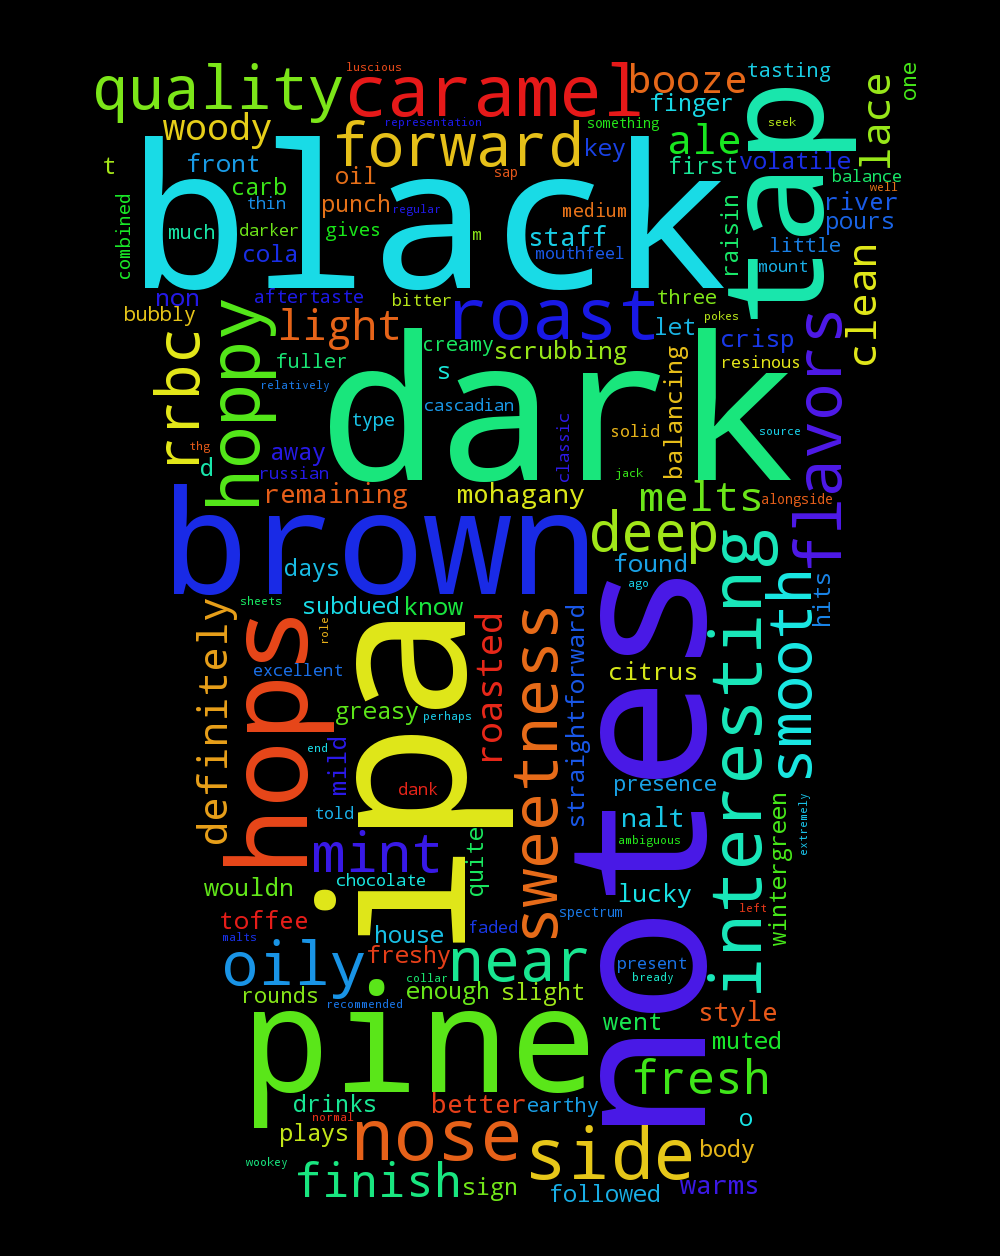 luscious
quality
caramel
booze
tasting
one
finger
lace
woody
forward
representation
something
ale
tap
seek
key
t
front
oil
sap
first
volatile
balance
well
carb
thin
punch
regular
medium
raisin
river
combined
black
much
darker
gives
m
staff
pours
cola
mouthfeel
little
mount
clean
non
aftertaste
bitter
roast
three
bubbly
light
let
pokes
rrbc
hoppy
creamy
scrubbing
crisp
flavors
fuller
s
balancing
resinous
relatively
dark
type
cascadian
classic
solid
source
thg
d
away
russian
jack
remaining
mohagany
melts
alongside
brown
deep
interesting
days
found
ago
smooth
hits
sheets
subdued
know
definitely
hops
role
ipa
roasted
sweetness
straightforward
notes
excellent
citrus
greasy
perhaps
end
mild
dank
presence
told
nalt
wintergreen
extremely
mint
quite
ambiguous
wouldn
chocolate
lucky
toffee
house
faded
spectrum
left
malts
oily
freshy
near
present
collar
bready
rounds
recommended
enough
slight
pine
went
style
muted
fresh
drinks
better
earthy
normal
o
plays
nose
side
body
wookey
finish
sign
followed
warms